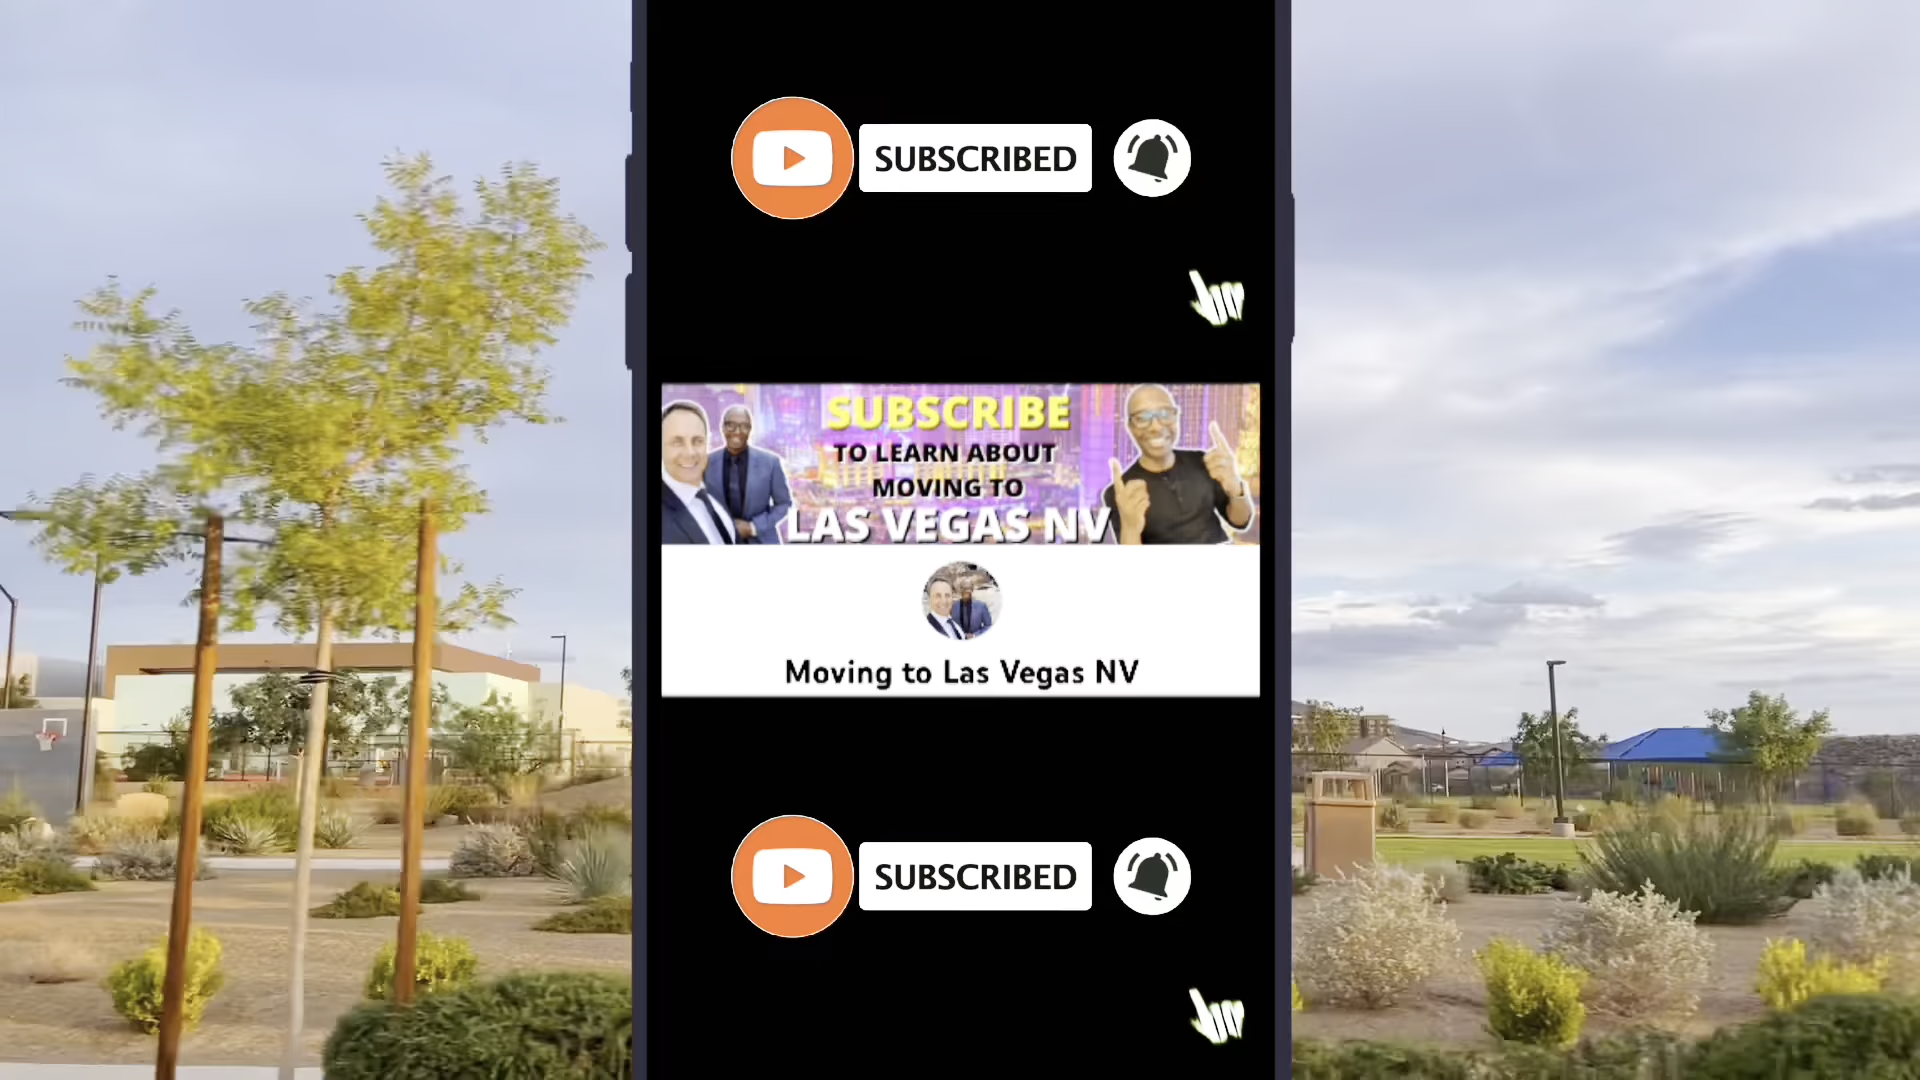 SUBSCRIBED
SUBSCRIBE
TO LEARN ABOUT
MOVING TO
LAS VEGAS NV
Moving to Las Vegas NV
SUBSCRIBED